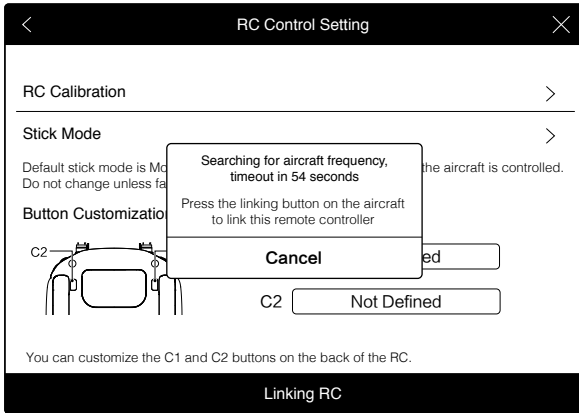 RC Control Setting
RC Calibration
Stick Mode
Default stick mode is Mo
the aircraft is controlled.
Do not change unless fa
Searching for aircraft frequency,
timeout in 54 seconds
Press the linking button on the aircraft
to link this remote controller
Cancel
Button Customization
C2
ed
C2 Not Defined
You can customize the C1 and C2 buttons on the back of the RC.
Linking RC